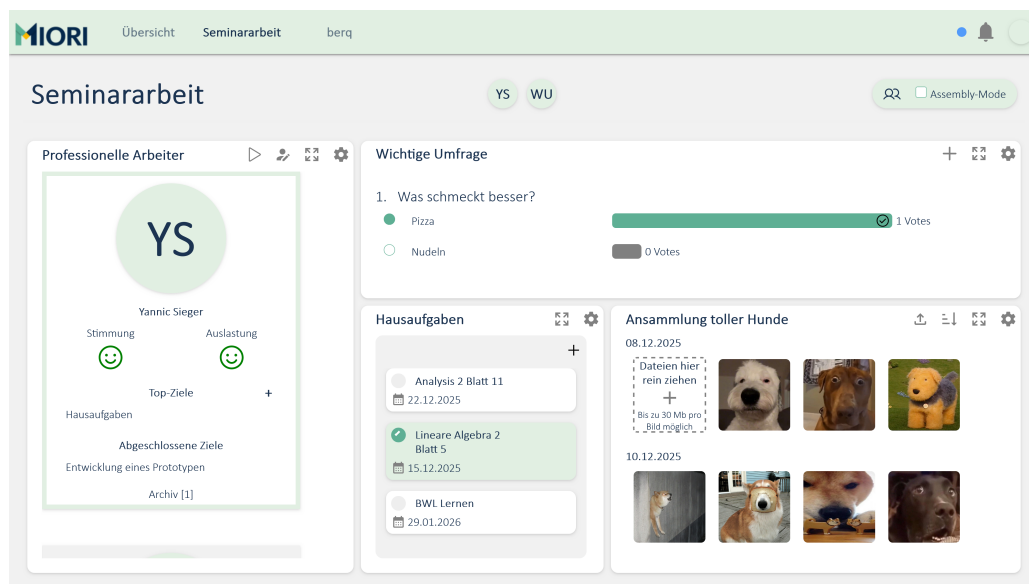 MIORI
Übersicht
Seminararbeit
berq
Seminararbeit
YS
WU
Assembly-Mode
Professionelle Arbeiter
YS
Yannic Sieger
Stimmung
Auslastung
Top-Ziele
+
Hausaufgaben
Abgeschlossene Ziele
Entwicklung eines Prototypen
Archiv [1]
Wichtige Umfrage
1. Was schmeckt besser?
Pizza
1 Votes
Nudeln
0 Votes
Hausaufgaben
Analysis 2 Blatt 11
22.12.2025
Lineare Algebra 2
Blatt 5
15.12.2025
BWL Lernen
29.01.2026
Ansammlung toller Hunde
08.12.2025
Dateien hier
rein ziehen
Bis zu 30 Mb pro
Bild möglich
10.12.2025